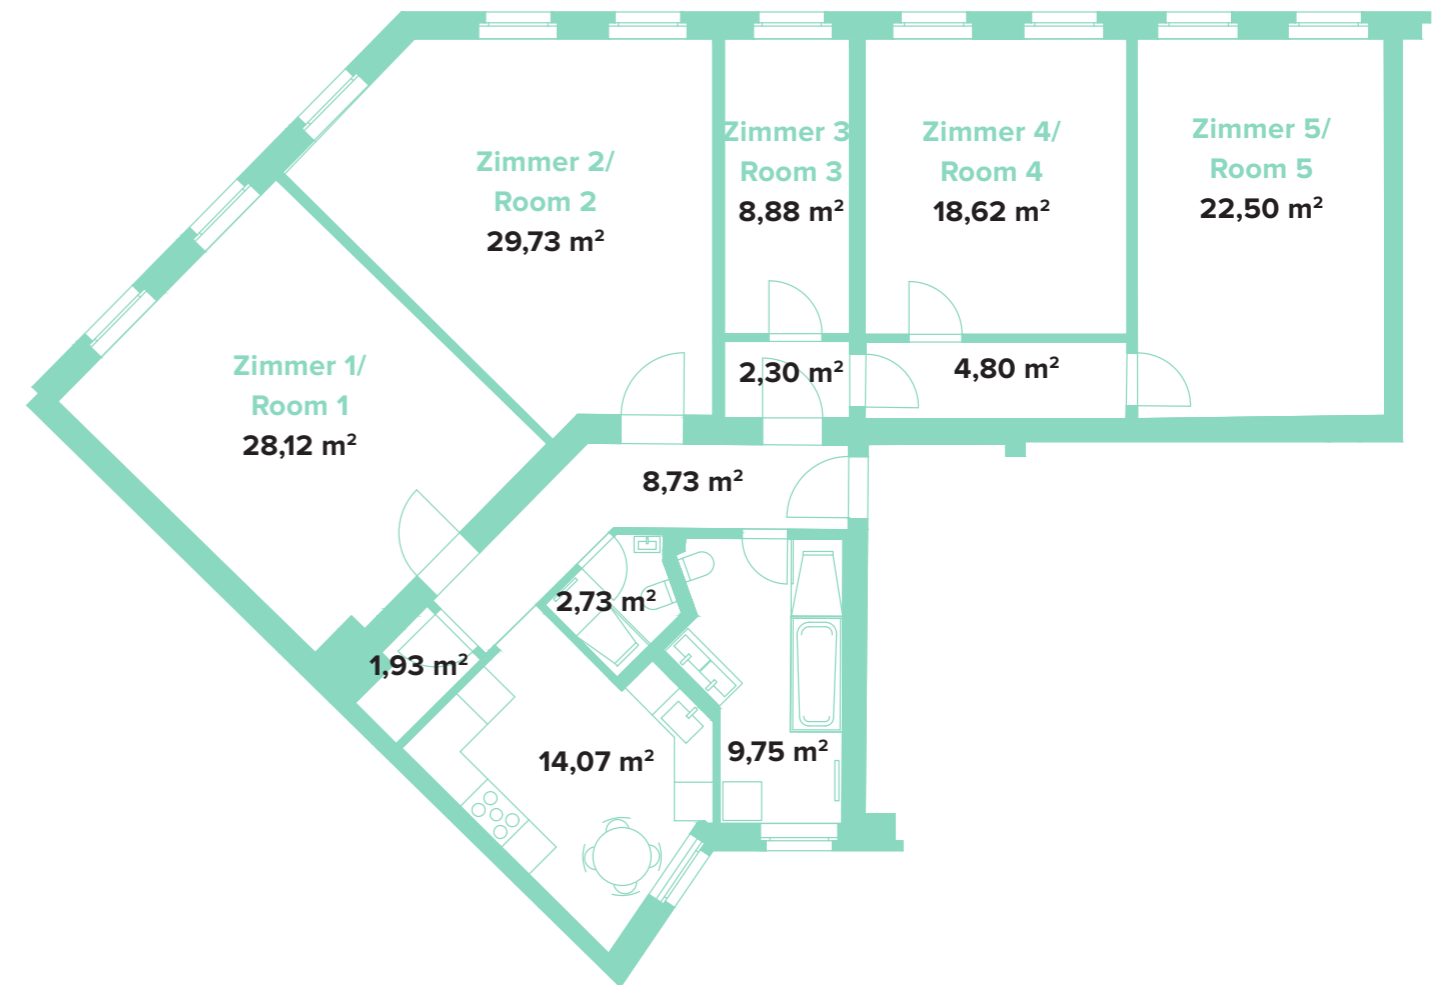 Zimmer 1/
Room 1
28,12 m²
Zimmer 2/
Room 2
29,73 m²
Zimmer 3
Room 3
8,88 m²
Zimmer 4/
Room 4
18,62 m²
Zimmer 5/
Room 5
22,50 m²
2,30 m²
4,80 m²
8,73 m²
2,73 m²
1,93 m²
14,07 m²
9,75 m²